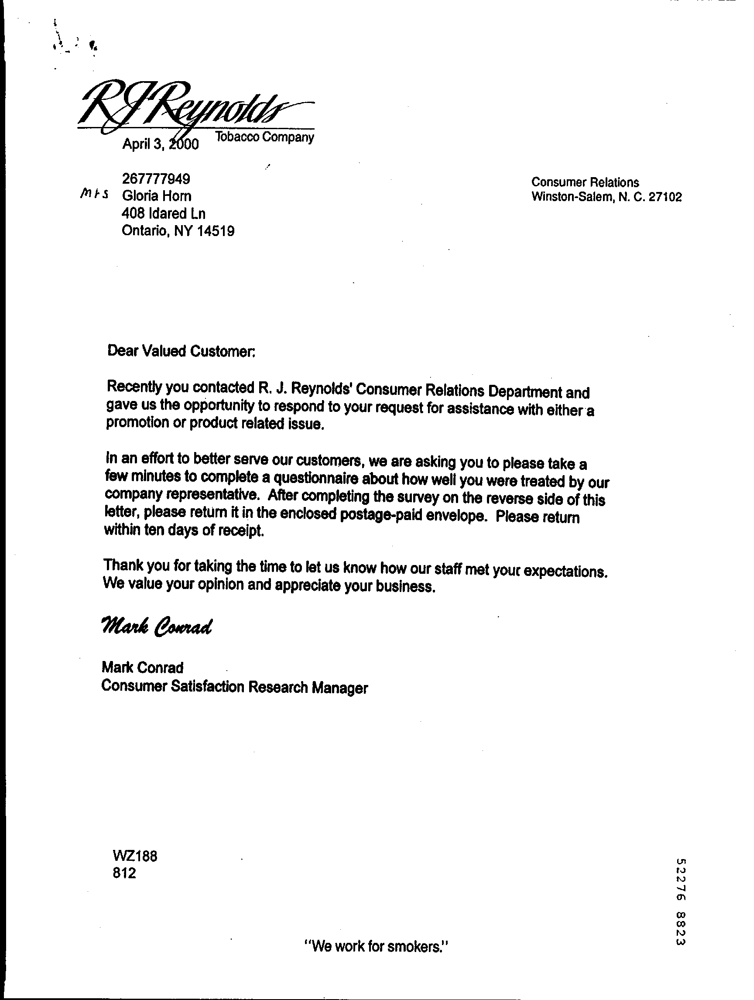 RJReynolds
Tobacco Company
April 3, 2000
267777949
Mrs Gloria Horn
408 Idared Ln
Ontario, NY 14519
Consumer Relations
Winston-Salem, N. C. 27102
Dear Valued Customer:
Recently you contacted R. J. Reynolds' Consumer Relations Department and
gave us the opportunity to respond to your request for assistance with either a
promotion or product related issue.
In an effort to better serve our customers, we are asking you to please take a
few minutes to complete a questionnaire about how well you were treated by our
company representative. After completing the survey on the reverse side of this
letter, please return it in the enclosed postage-paid envelope. Please return
within ten days of receipt.
Thank you for taking the time to let us know how our staff met your expectations.
We value your opinion and appreciate your business.
Mark Conrad
Mark Conrad
Consumer Satisfaction Research Manager
WZ188
812
52276 8823
"We work for smokers."